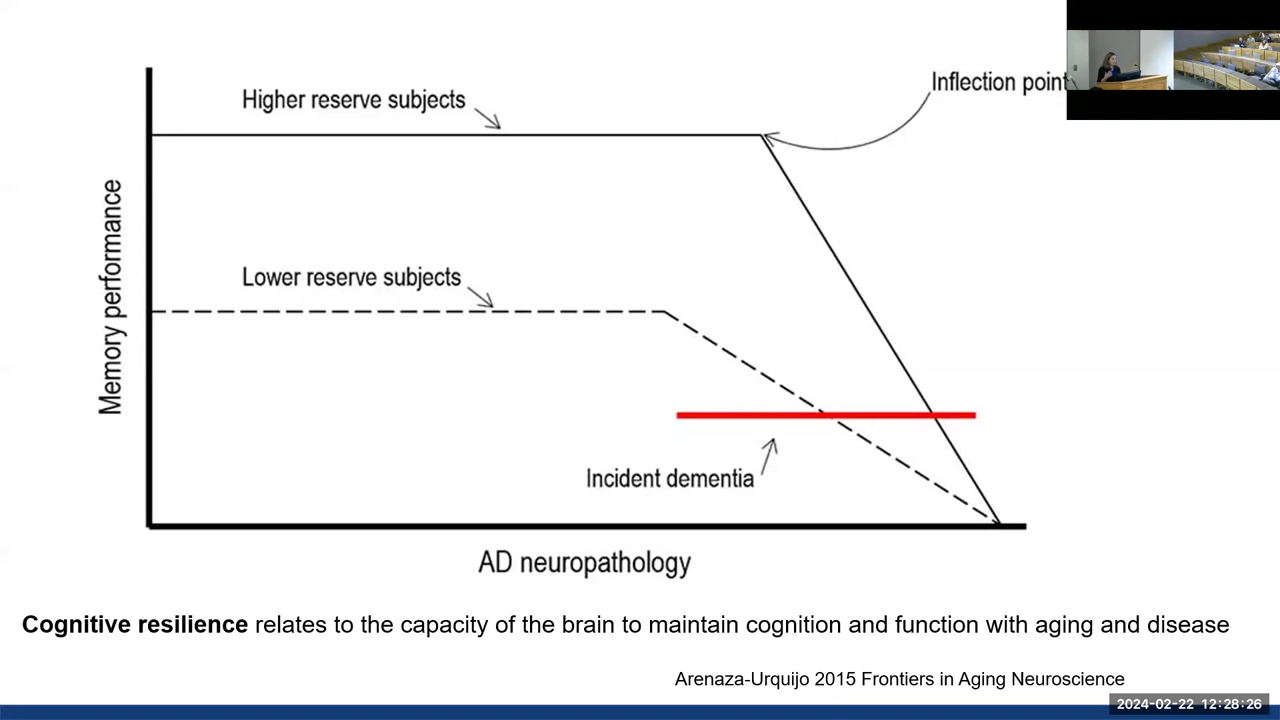 Higher reserve subjects
Inflection point
Memory performance
Lower reserve subjects
Incident dementia
AD neuropathology
Cognitive resilience relates to the capacity of the brain to maintain cognition and function with aging and disease
Arenaza-Urquijo 2015 Frontiers in Aging Neuroscience
2024-02-22 12:28:26